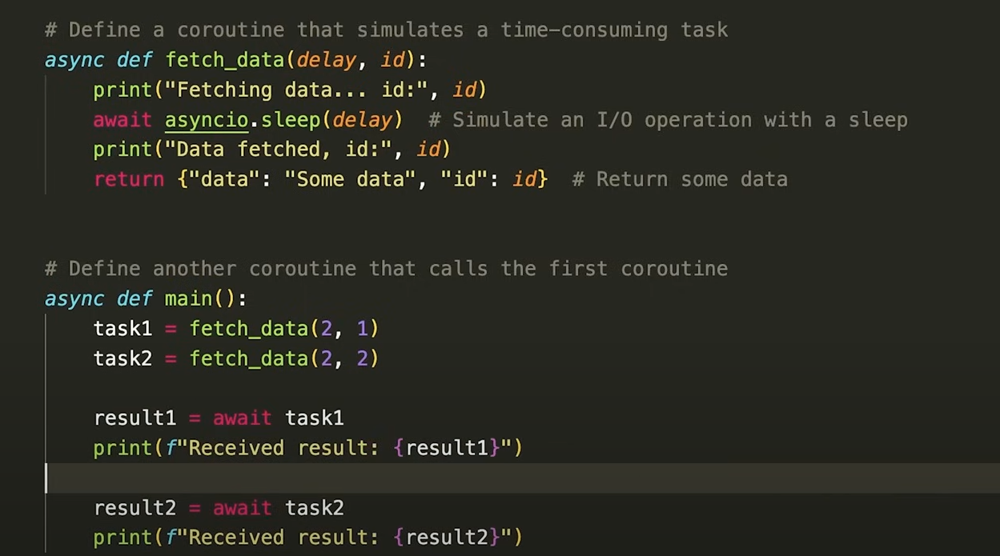 # Define a coroutine that simulates a time-consuming task
async def fetch_data(delay, id):
    print("Fetching data... id:", id)
    await asyncio.sleep(delay)  # Simulate an I/O operation with a sleep
    print("Data fetched, id:", id)
    return {"data": "Some data", "id": id}  # Return some data
# Define another coroutine that calls the first coroutine
async def main():
    task1 = fetch_data(2, 1)
    task2 = fetch_data(2, 2)
    result1 = await task1
    print(f"Received result: {result1}")
    result2 = await task2
    print(f"Received result: {result2}")